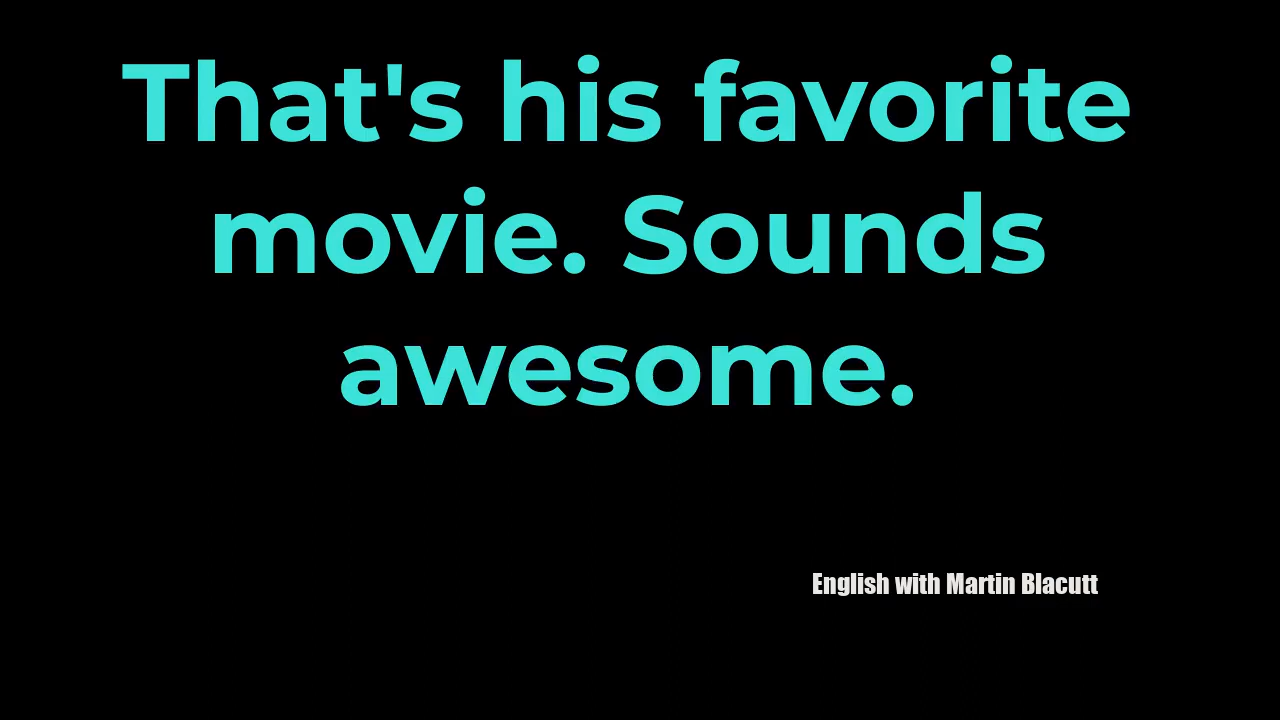 That's his favorite
movie. Sounds
awesome.
English with Martin Blacutt